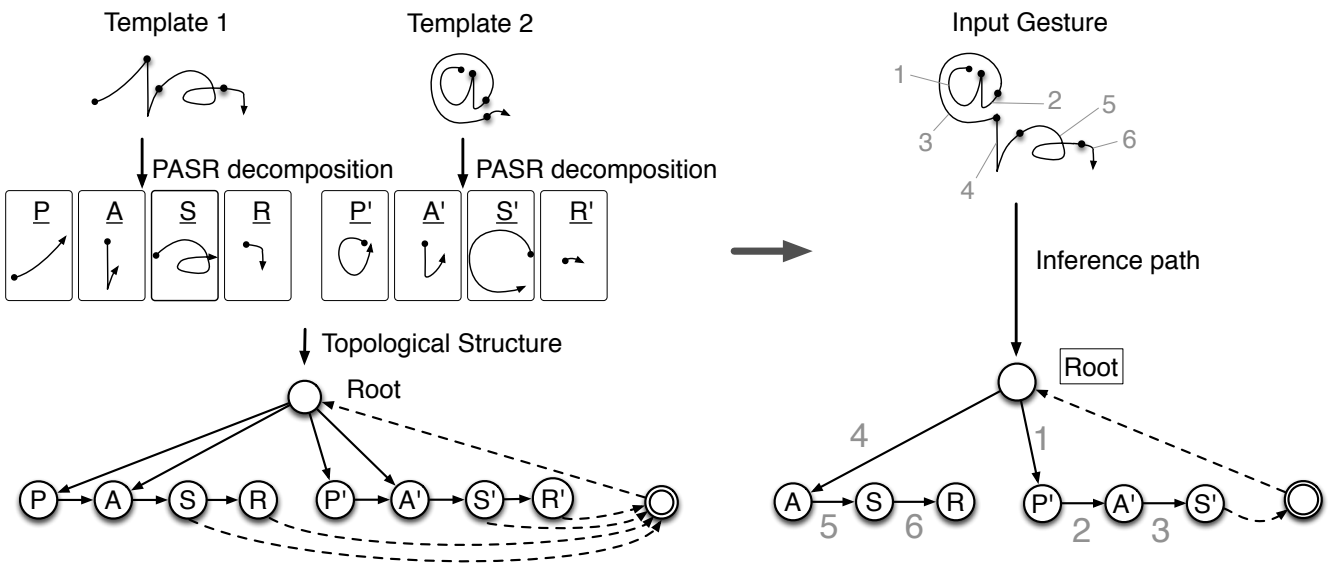 Template 1
Template 2
Input Gesture
1
2
5
3
6
4
PASR decomposition
PASR decomposition
P
A
S
R
P'
A'
S'
R'
Inference path
Topological Structure
Root
Root
4
1
P
A
S
R
P'
A'
S'
R'
A
S
R
P'
A'
S'
5
6
2
3